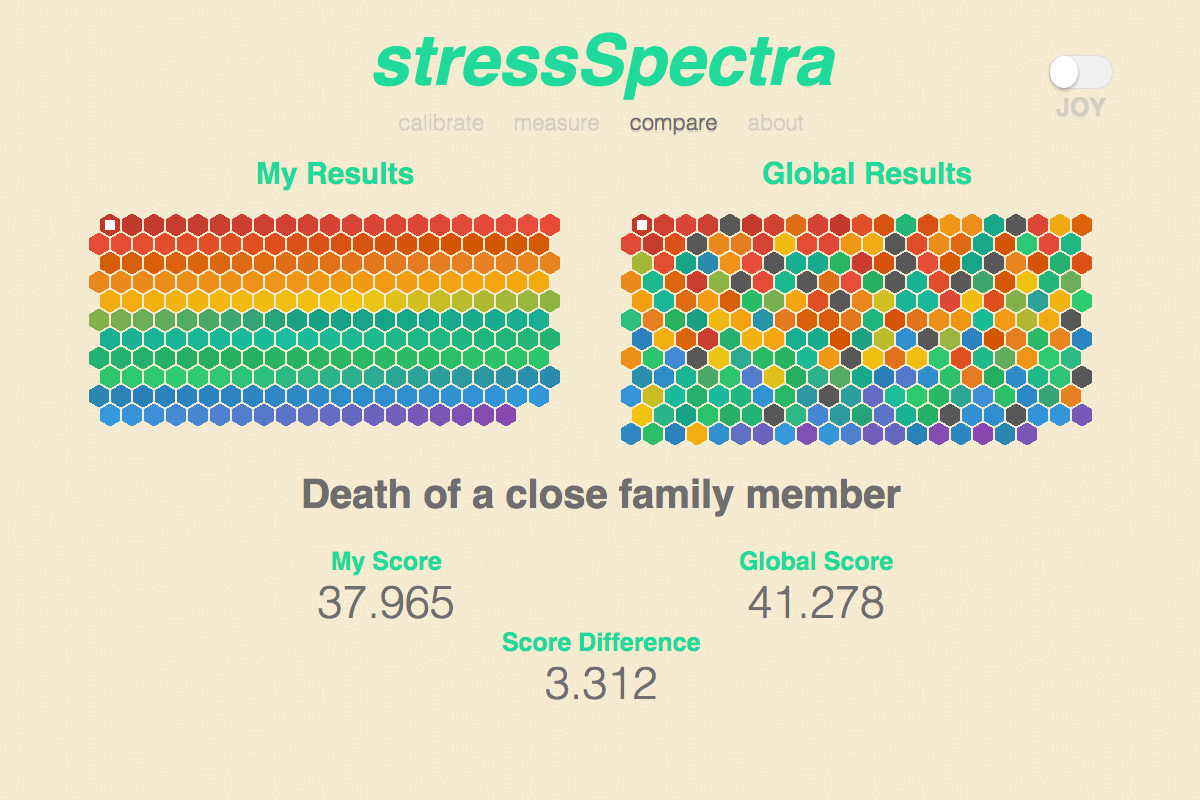 stressSpectra
JOY
calibrate measure compare about
My Results Global Results
Death of a close family member
My Score Global Score
37.965 41.278
Score Difference
3.312